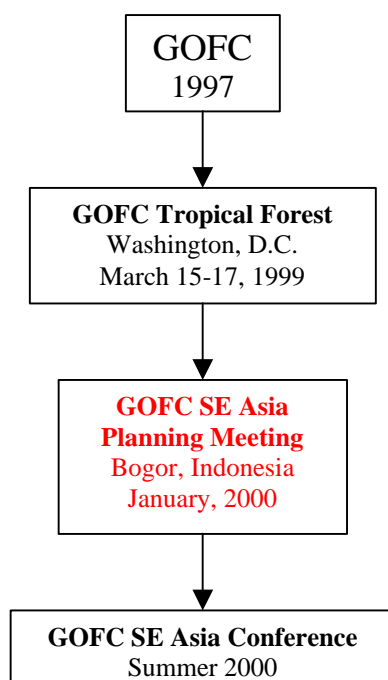 GOFC
1997
GOFC Tropical Forest
Washington, D.C.
March 15-17, 1999
GOFC SE Asia
Planning Meeting
Bogor, Indonesia
January, 2000
GOFC SE Asia Conference
Summer 2000